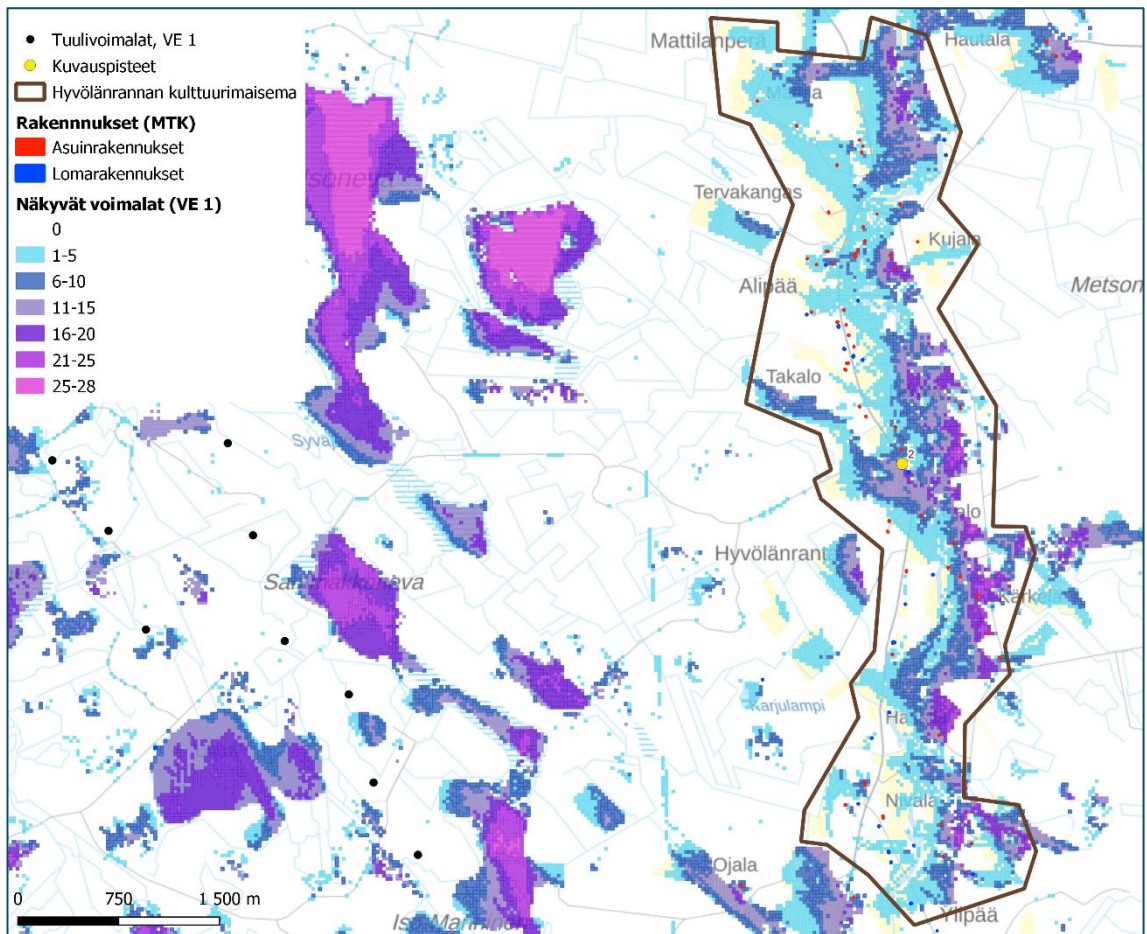 Tuulivoimalat, VE 1
Kuvauspisteet
Hyvölänrannan kulttuurimaisema
Rakennnukset (MTK)
Asuinrakennukset
Lomarakennukset
Näkyvät voimalat (VE 1)
0
1-5
6-10
11-15
16-20
21-25
25-28
Mattilanperä
Hautala
Tervakangas
Kujala
Alipää
Metson
Takalo
2
Hyvölänrant
Karjulampi
Nivala
Ojala
Ylipää
0 750 1 500 m